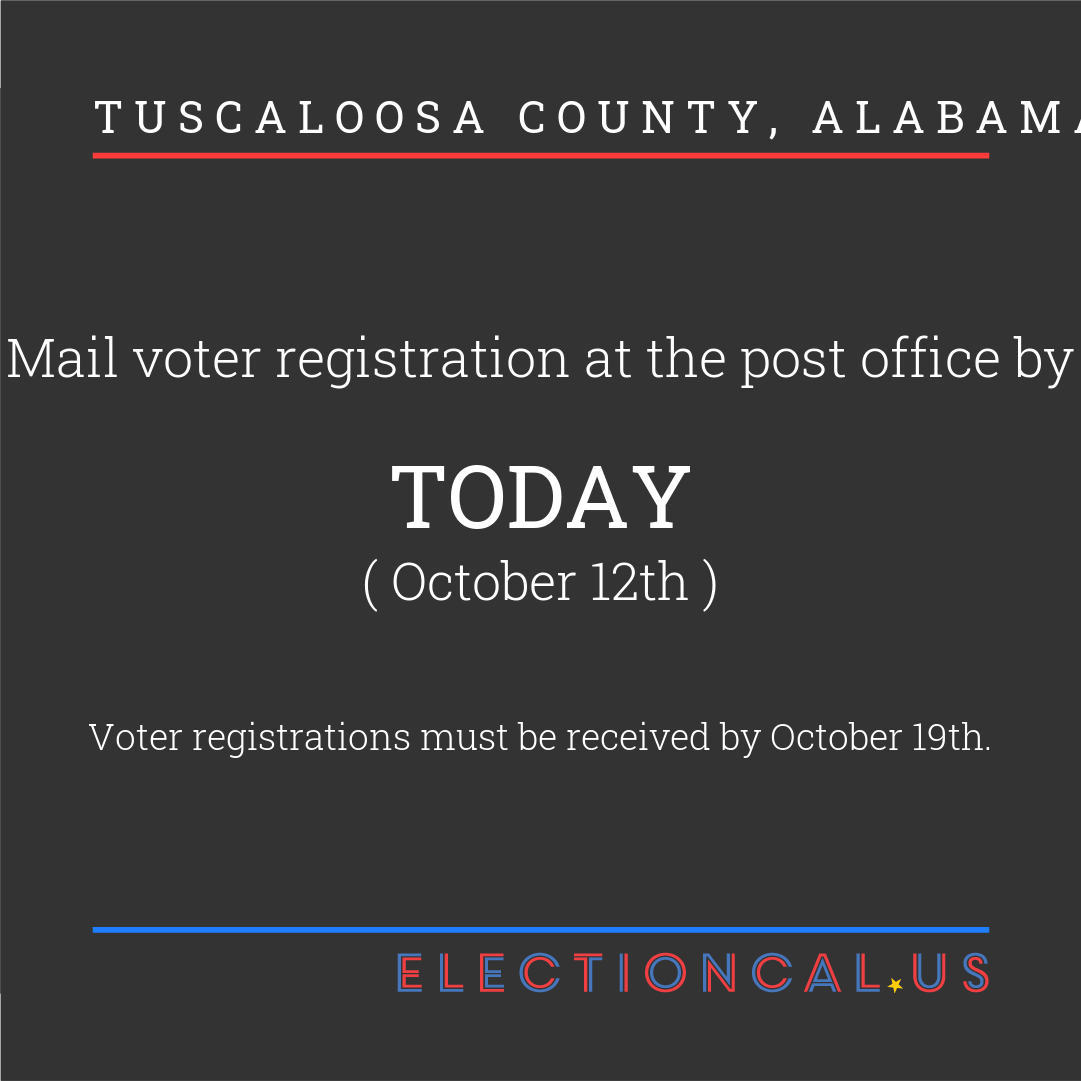 TUSCALOOSA COUNTY, ALABAMA
Mail voter registration at the post office by
TODAY
( October 12th )
Voter registrations must be received by October 19th.
ELECTIONCAL.US